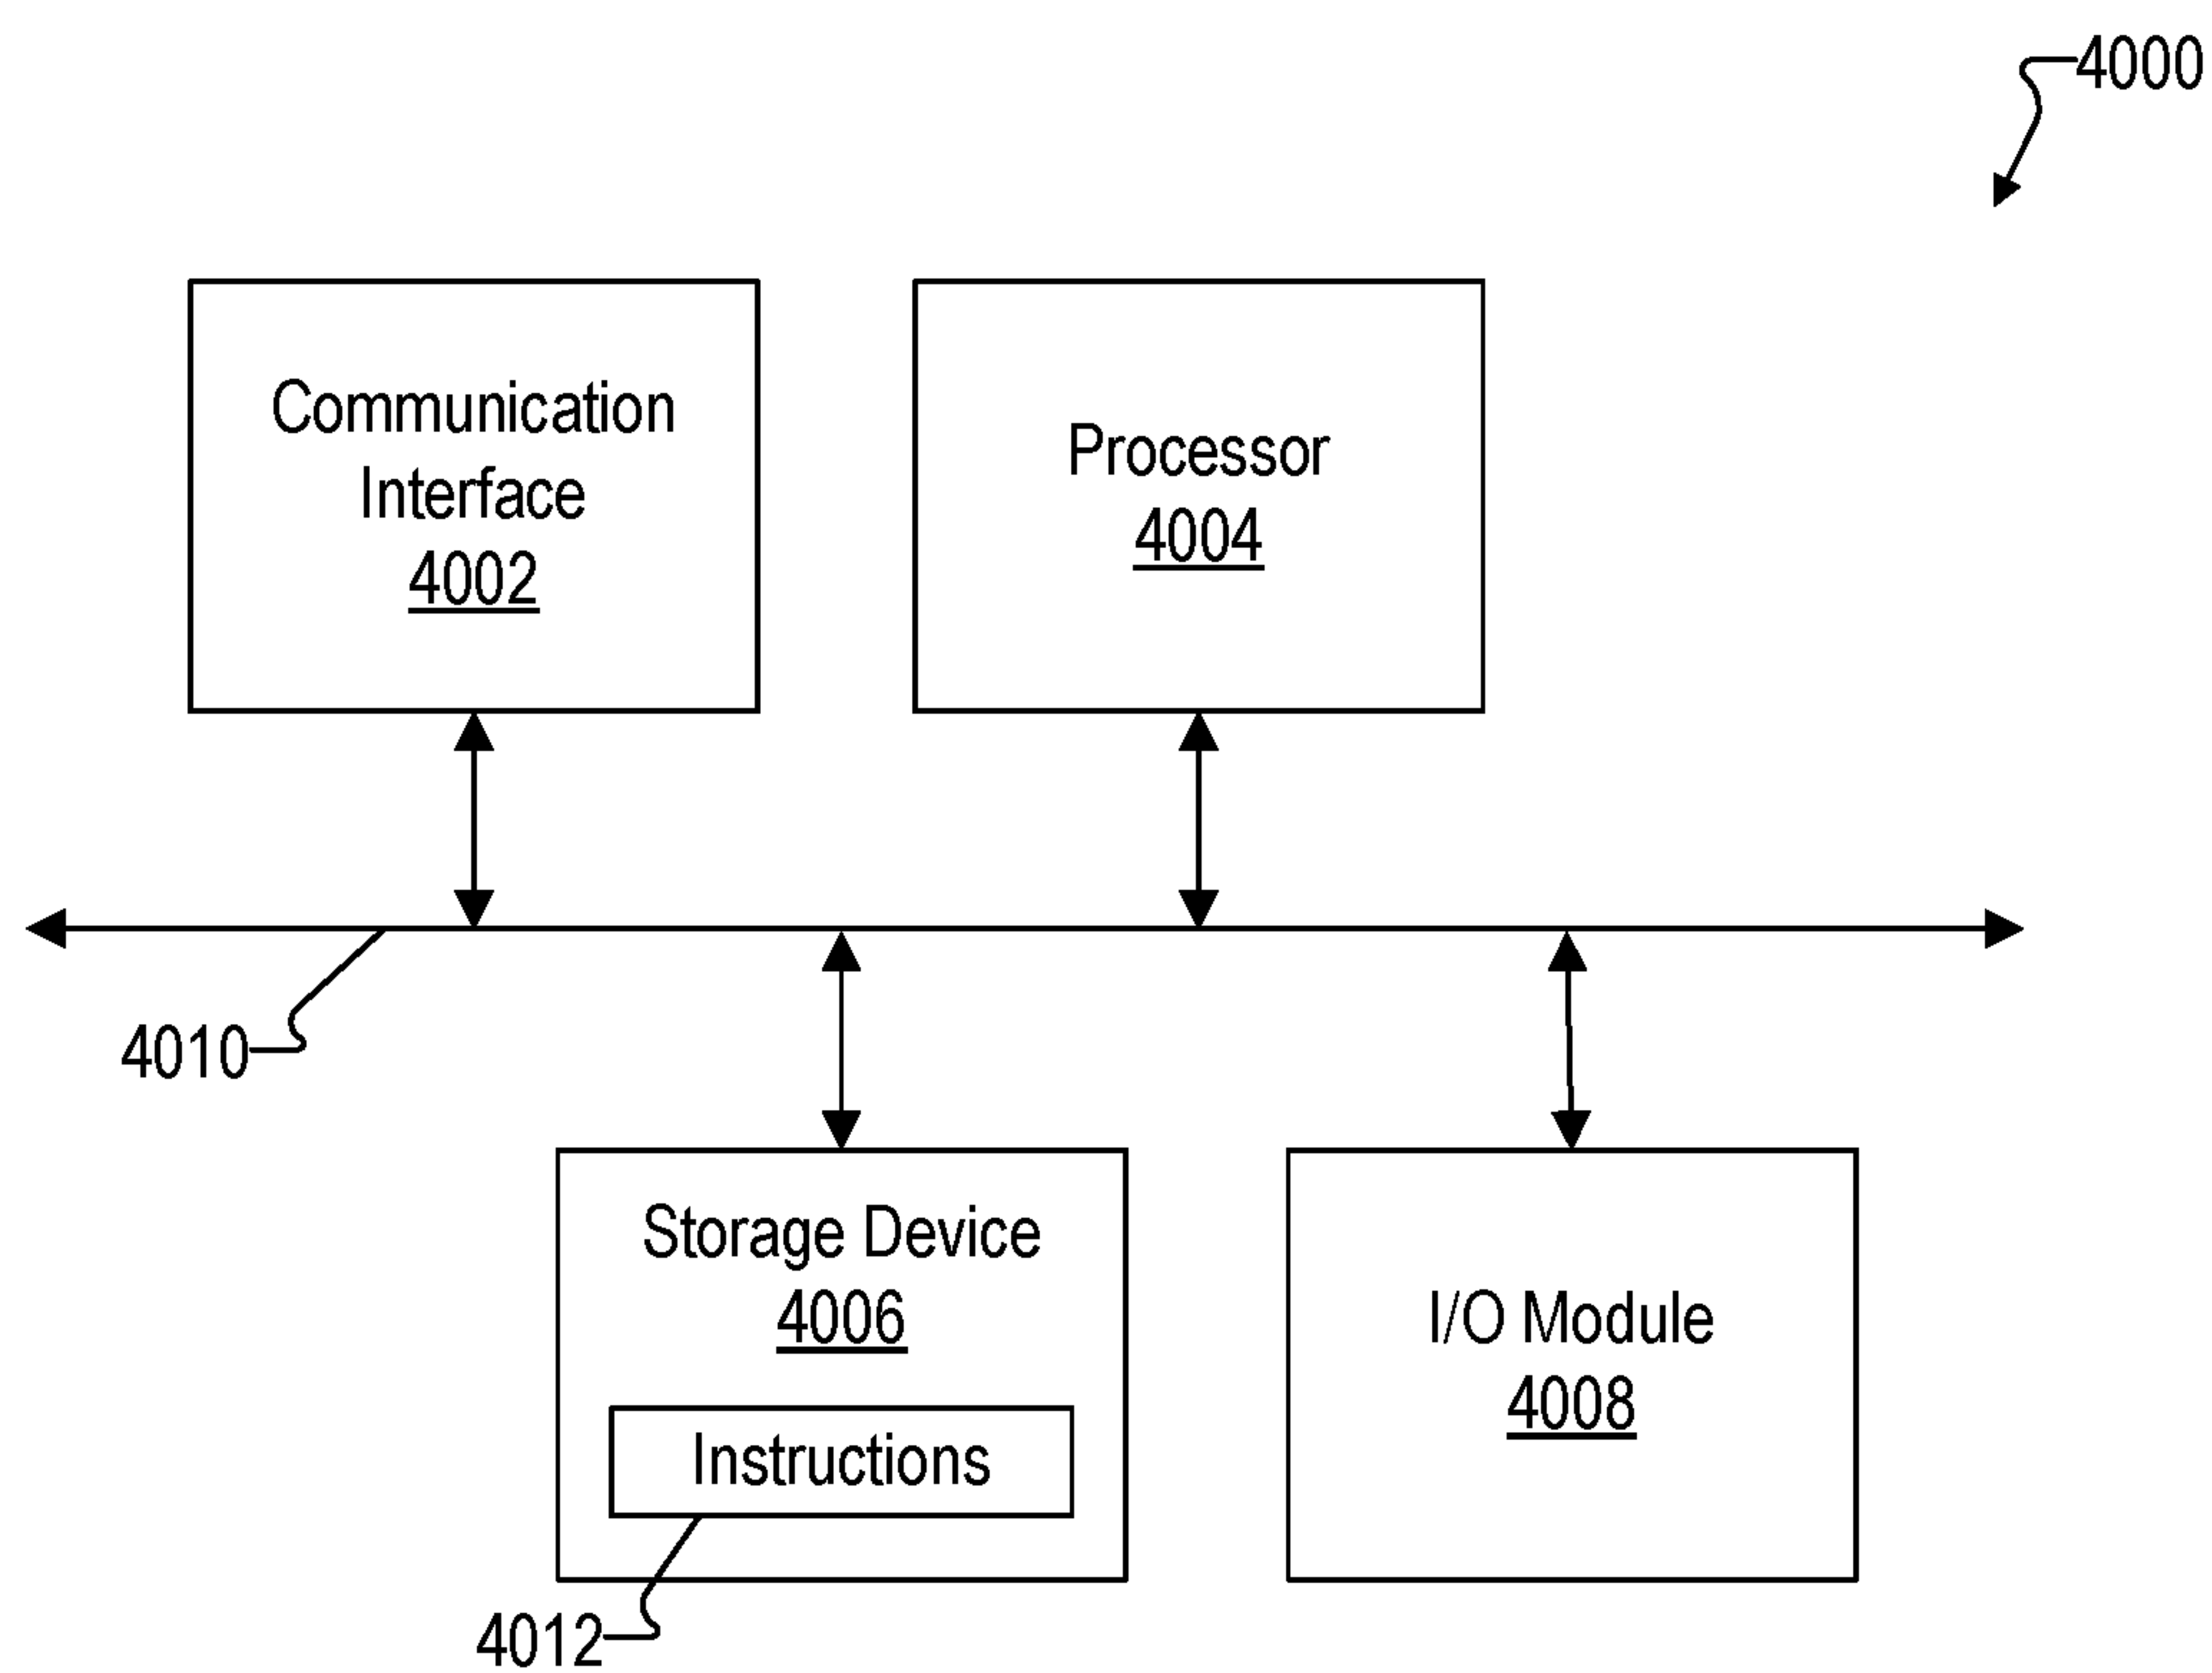 4000
Communication
Interface
4002
Processor
4004
4010
Storage Device
4006
Instructions
4012
I/O Module
4008